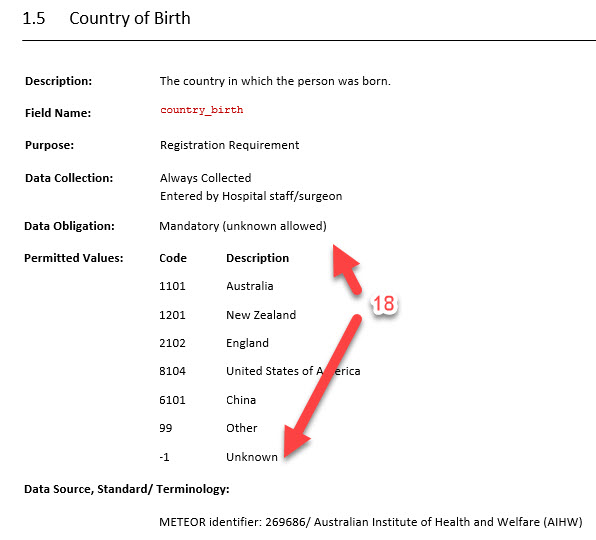 1.5 Country of Birth
Description: The country in which the person was born.
Field Name: country_birth
Purpose: Registration Requirement
Data Collection: Always Collected
Entered by Hospital staff/surgeon
Data Obligation: Mandatory (unknown allowed)
Permitted Values: Code Description
1101 Australia
18
1201 New Zealand
2102 England
8104 United States of America
6101 China
99 Other
-1 Unknown
Data Source, Standard/ Terminology:
METEOR identifier: 269686/ Australian Institute of Health and Welfare (AIHW)